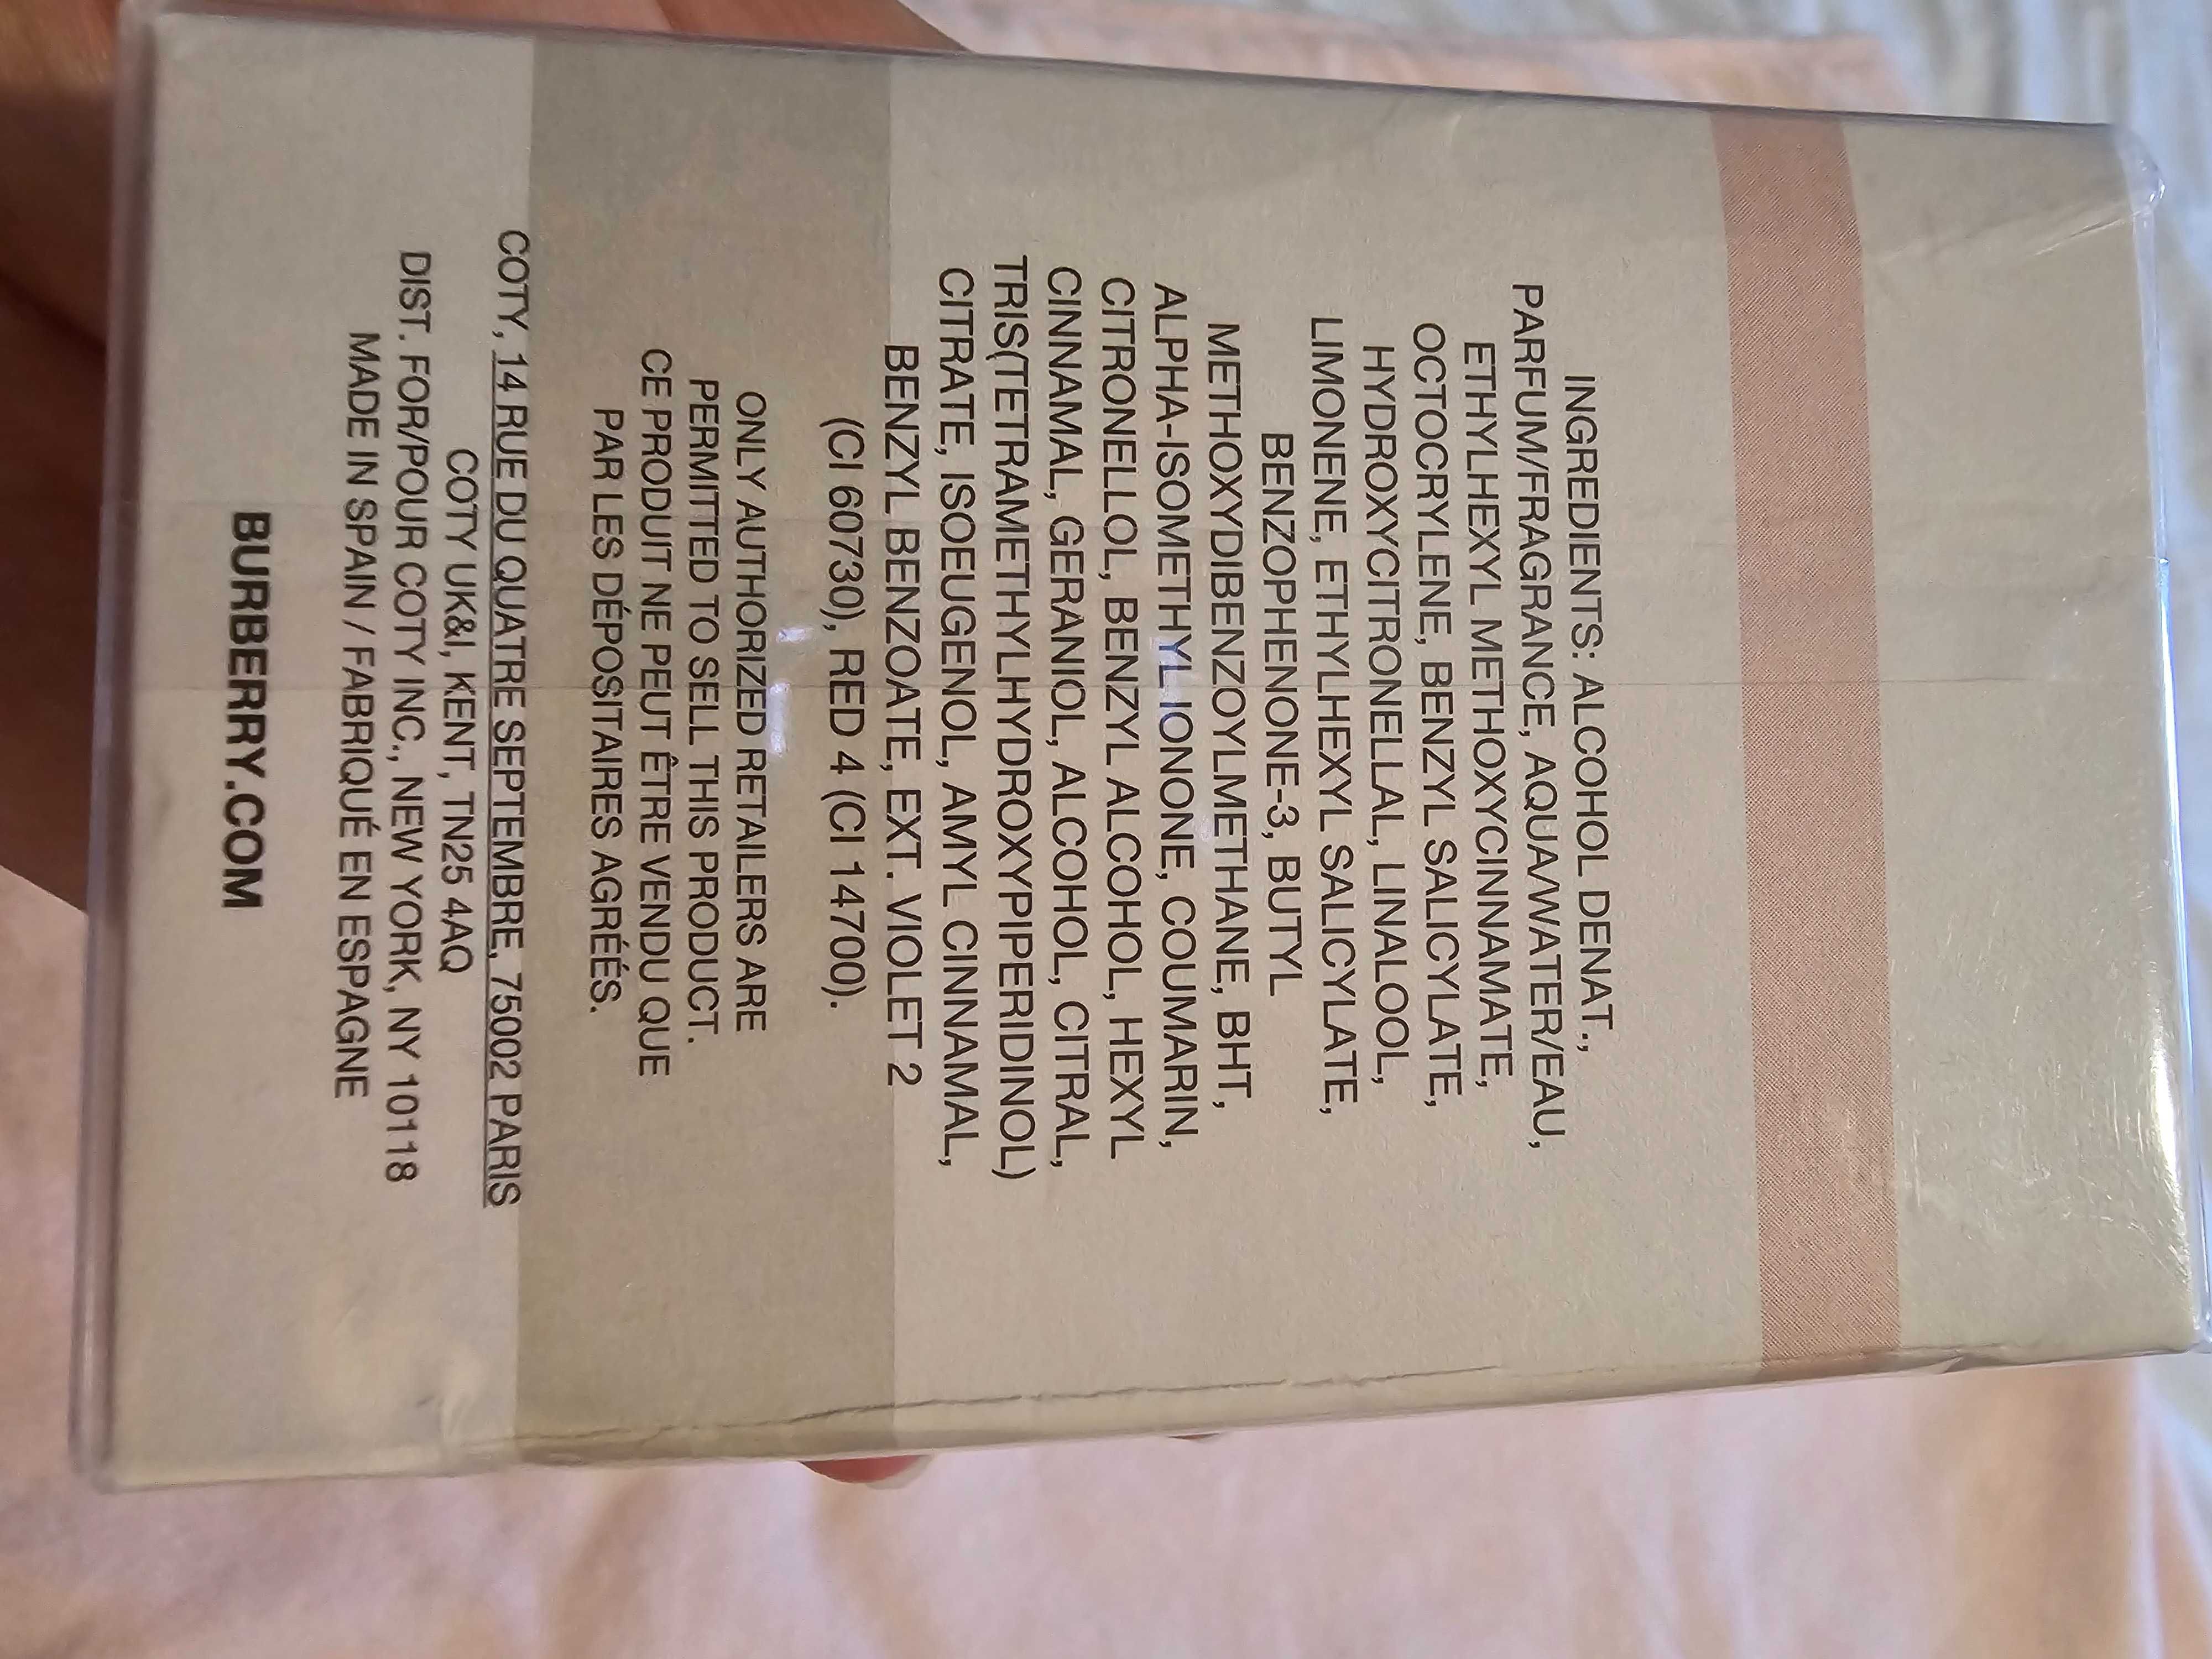 INGREDIENTS: ALCOHOL DENAT.,
PARFUM/FRAGRANCE, AQUA/WATER/EAU,
ETHYLHEXYL METHOXYCINNAMATE,
OCTOCRYLENE, BENZYL SALICYLATE,
HYDROXYCITRONELLAL, LINALOOL,
LIMONENE, ETHYLHEXYL SALICYLATE,
BENZOPHENONE-3, BUTYL
METHOXYDIBENZOYLMETHANE, BHT,
ALPHA-ISOMETHYL IONONE, COUMARIN,
CITRONELLOL, BENZYL ALCOHOL, HEXYL
CINNAMAL, GERANIOL, ALCOHOL, CITRAL,
TRIS(TETRAMETHYLHYDROXYPIPERIDINOL)
CITRATE, ISOEUGENOL, AMYL CINNAMAL,
BENZYL BENZOATE, EXT. VIOLET 2
(CI 60730), RED 4 (CI 14700).
ONLY AUTHORIZED RETAILERS ARE
PERMITTED TO SELL THIS PRODUCT.
CE PRODUIT NE PEUT ÊTRE VENDU QUE
PAR LES DÉPOSITAIRES AGRÉÉS.
COTY, 14 RUE DU QUATRE SEPTEMBRE, 75002 PARIS
COTY UK&I, KENT, TN25 4AQ
DIST. FOR/POUR COTY INC., NEW YORK, NY 10118
MADE IN SPAIN / FABRIQUÉ EN ESPAGNE
BURBERRY.COM